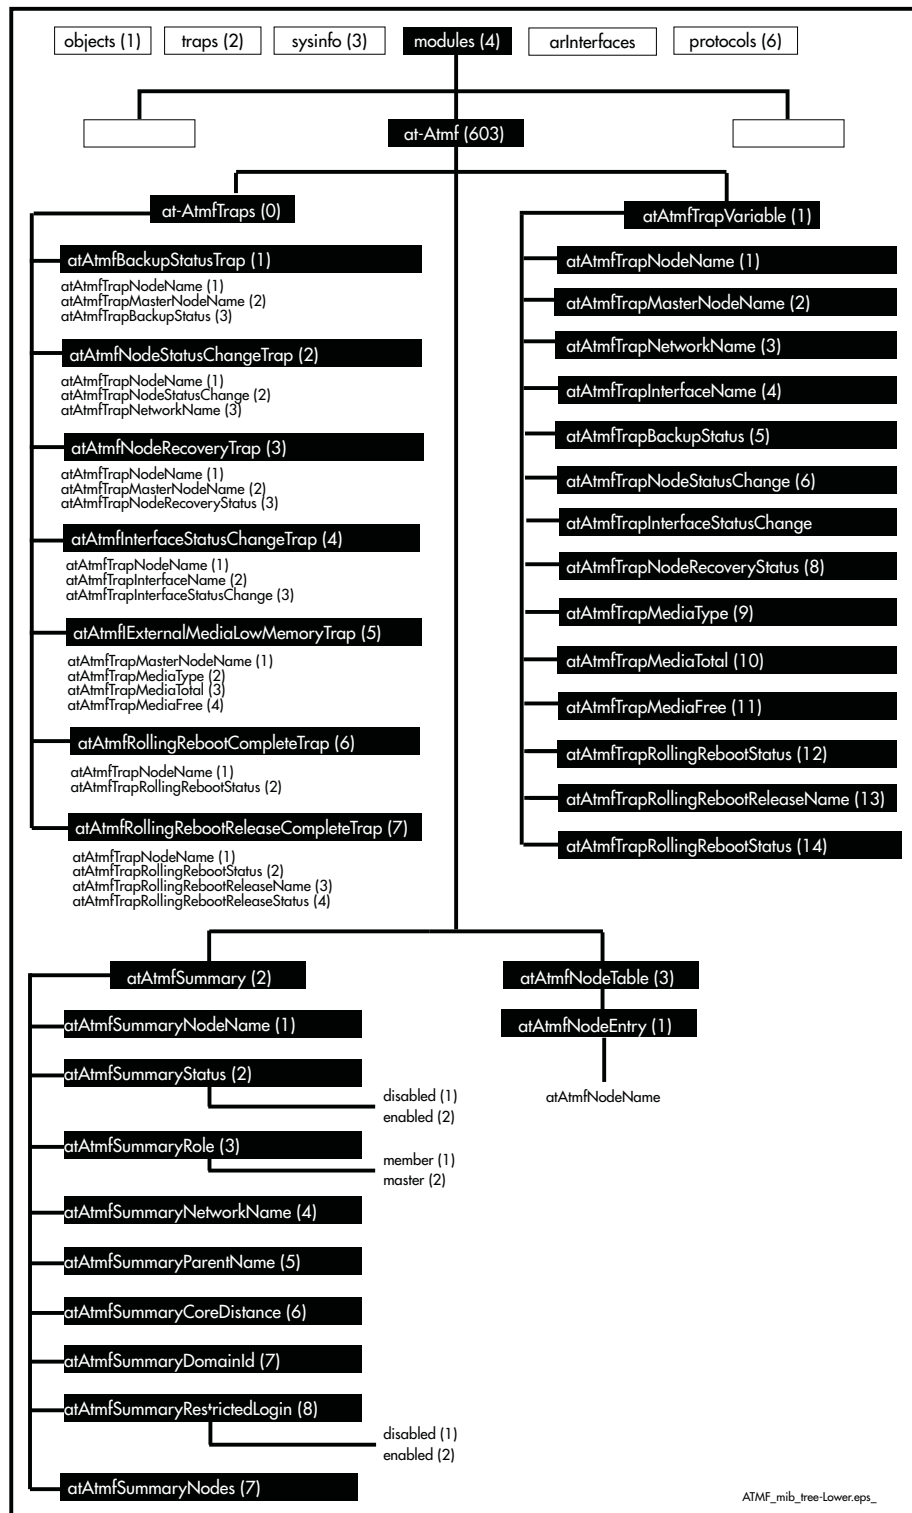 objects (1)
traps (2)
sysinfo (3)
modules (4)
arInterfaces
protocols (6)
at-Atmf (603)
at-AtmfTraps (0)
atAtmfBackupStatusTrap (1)
atAtmfTrapNodeName (1)
atAtmfTrapMasterNodeName (2)
atAtmfTrapBackupStatus (3)
atAtmfNodeStatusChangeTrap (2)
atAtmfTrapNodeName (1)
atAtmfTrapNodeStatusChange (2)
atAtmfTrapNetworkName (3)
atAtmfNodeRecoveryTrap (3)
atAtmfTrapNodeName (1)
atAtmfTrapMasterNodeName (2)
atAtmfTrapNodeRecoveryStatus (3)
atAtmfInterfaceStatusChangeTrap (4)
atAtmfTrapNodeName (1)
atAtmfTrapInterfaceName (2)
atAtmfTrapInterfaceStatusChange (3)
atAtmfIExternalMediaLowMemoryTrap (5)
atAtmfTrapMasterNodeName (1)
atAtmfTrapMediaType (2)
atAtmfTrapMediaTotal (3)
atAtmfTrapMediaFree (4)
atAtmfRollingRebootCompleteTrap (6)
atAtmfTrapNodeName (1)
atAtmfTrapRollingRebootStatus (2)
atAtmfRollingRebootReleaseCompleteTrap (7)
atAtmfTrapNodeName (1)
atAtmfTrapRollingRebootStatus (2)
atAtmfTrapRollingRebootReleaseName (3)
atAtmfTrapRollingRebootReleaseStatus (4)
atAtmfTrapVariable (1)
atAtmfTrapNodeName (1)
atAtmfTrapMasterNodeName (2)
atAtmfTrapNetworkName (3)
atAtmfTrapInterfaceName (4)
atAtmfTrapBackupStatus (5)
atAtmfTrapNodeStatusChange (6)
atAtmfTrapInterfaceStatusChange
atAtmfTrapNodeRecoveryStatus (8)
atAtmfTrapMediaType (9)
atAtmfTrapMediaTotal (10)
atAtmfTrapMediaFree (11)
atAtmfTrapRollingRebootStatus (12)
atAtmfTrapRollingRebootReleaseName (13)
atAtmfTrapRollingRebootStatus (14)
atAtmfSummary (2)
atAtmfSummaryNodeName (1)
atAtmfSummaryStatus (2)
disabled (1)
enabled (2)
atAtmfSummaryRole (3)
member (1)
master (2)
atAtmfSummaryNetworkName (4)
atAtmfSummaryParentName (5)
atAtmfSummaryCoreDistance (6)
atAtmfSummaryDomainId (7)
atAtmfSummaryRestrictedLogin (8)
disabled (1)
enabled (2)
atAtmfSummaryNodes (7)
atAtmfNodeTable (3)
atAtmfNodeEntry (1)
atAtmfNodeName
ATMF_mib_tree-Lower.eps_